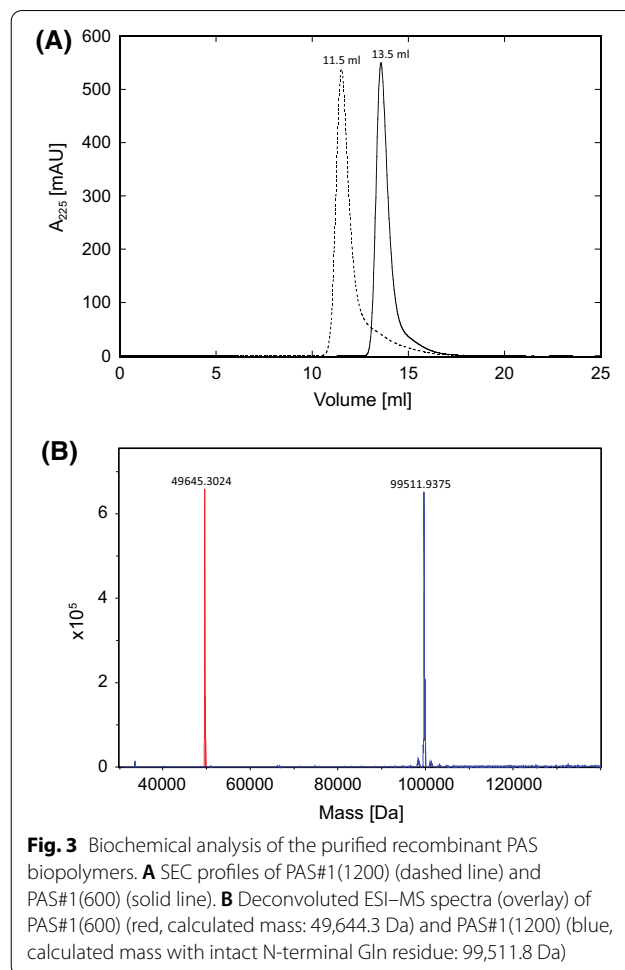 (A)
600
500
400
300
200
100
0
A225 [mAU]
11.5 ml
13.5 ml
0 5 10 15 20 25
Volume [ml]
(B)
49645.3024
99511.9375
6
4
2
0
x10⁵
40000 60000 80000 100000 120000
Mass [Da]
Fig. 3 Biochemical analysis of the purified recombinant PAS
biopolymers. A SEC profiles of PAS#1(1200) (dashed line) and
PAS#1(600) (solid line). B Deconvoluted ESI–MS spectra (overlay) of
PAS#1(600) (red, calculated mass: 49,644.3 Da) and PAS#1(1200) (blue,
calculated mass with intact N-terminal Gln residue: 99,511.8 Da)